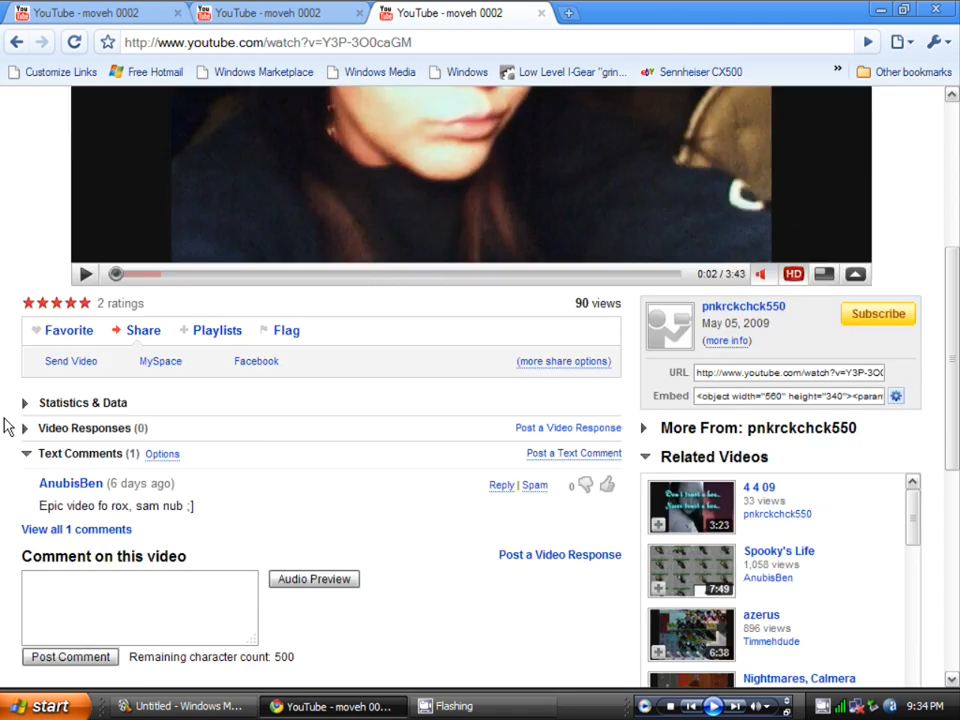 YouTube - moveh 0002
YouTube - moveh 0002
YouTube - moveh 0002
http://www.youtube.com/watch?v=Y3P-3O0caGM
Customize Links
Free Hotmail
Windows Marketplace
Windows Media
Windows
Low Level I-Gear "grin...
Sennheiser CX500
»
Other bookmarks
0:02 / 3:43
HD
2 ratings
90 views
Favorite
Share
Playlists
Flag
Send Video
MySpace
Facebook
(more share options)
pnkrckchck550
May 05, 2009
(more info)
Subscribe
URL
http://www.youtube.com/watch?v=Y3P-3O(
Embed
<object width="560" height="340"><param
Statistics & Data
Video Responses (0)
Post a Video Response
Text Comments (1) Options
Post a Text Comment
AnubisBen (6 days ago)
Reply | Spam
0
Epic video fo rox, sam nub ;]
View all 1 comments
Comment on this video
Post a Video Response
Audio Preview
Post Comment
Remaining character count: 500
More From: pnkrckchck550
Related Videos
3:23
4 4 09
33 views
pnkrckchck550
7:49
Spooky's Life
1,058 views
AnubisBen
6:38
azerus
896 views
Timmehdude
Nightmares, Calmera
start
Untitled - Windows M...
YouTube - moveh 00...
Flashing
9:34 PM